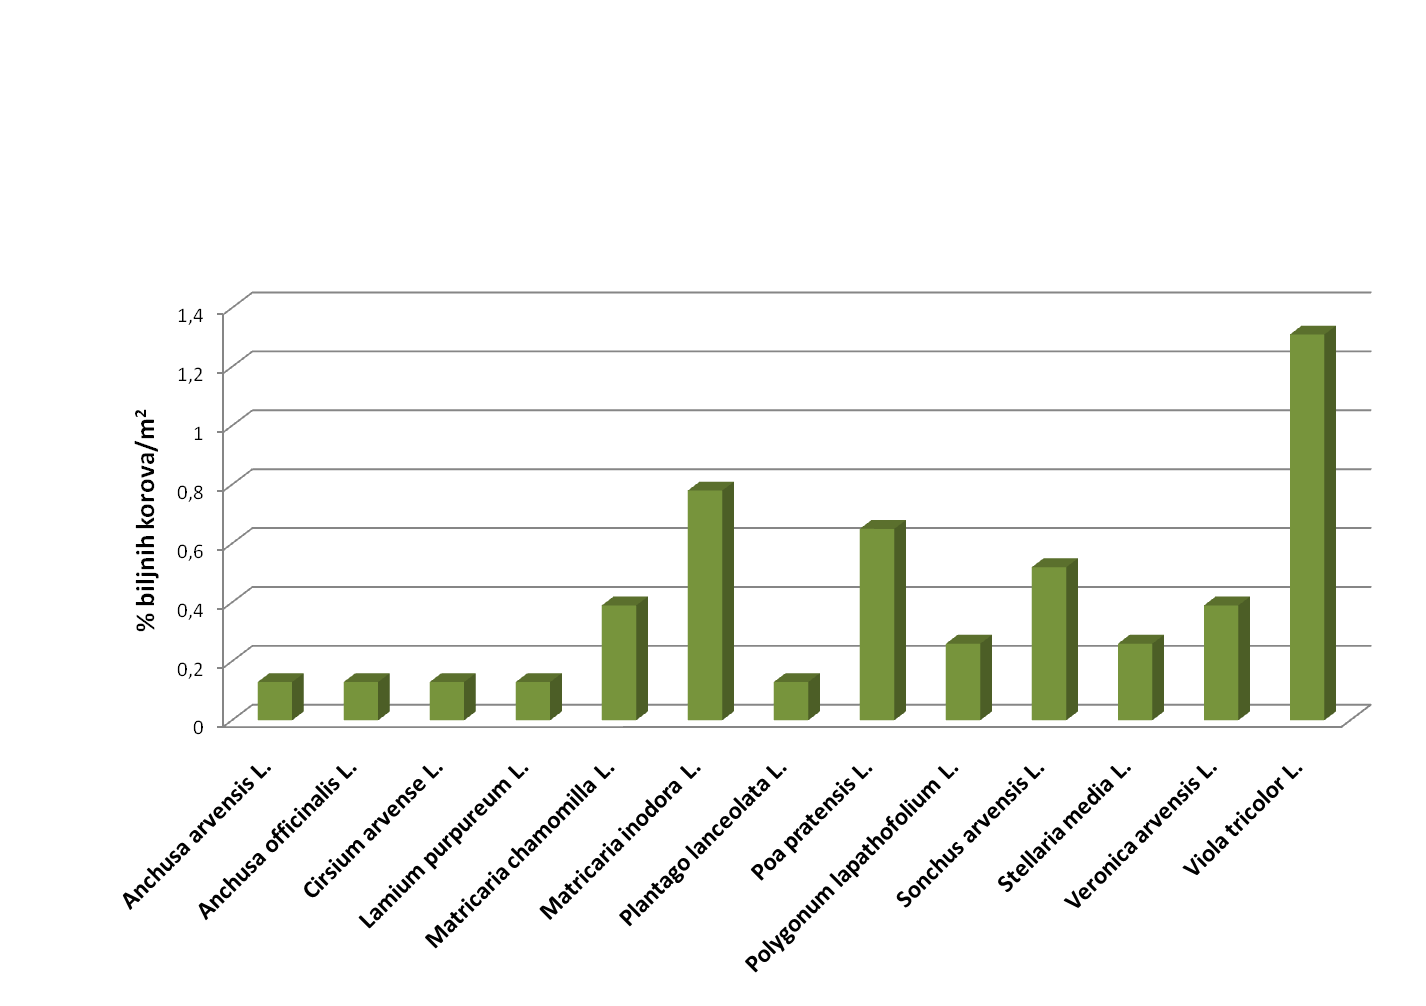 % biljnih korova/m²
1,4
1,2
1
0,8
0,6
0,4
0,2
0
Anchusa arvensis L.
Anchusa officinalis L.
Cirsium arvense L.
Lamium purpureum L.
Matricaria chamomilla L.
Matricaria inodora L.
Plantago lanceolata L.
Poa pratensis L.
Polygonum lapathofolium L.
Sonchus arvensis L.
Stellaria media L.
Veronica arvensis L.
Viola tricolor L.